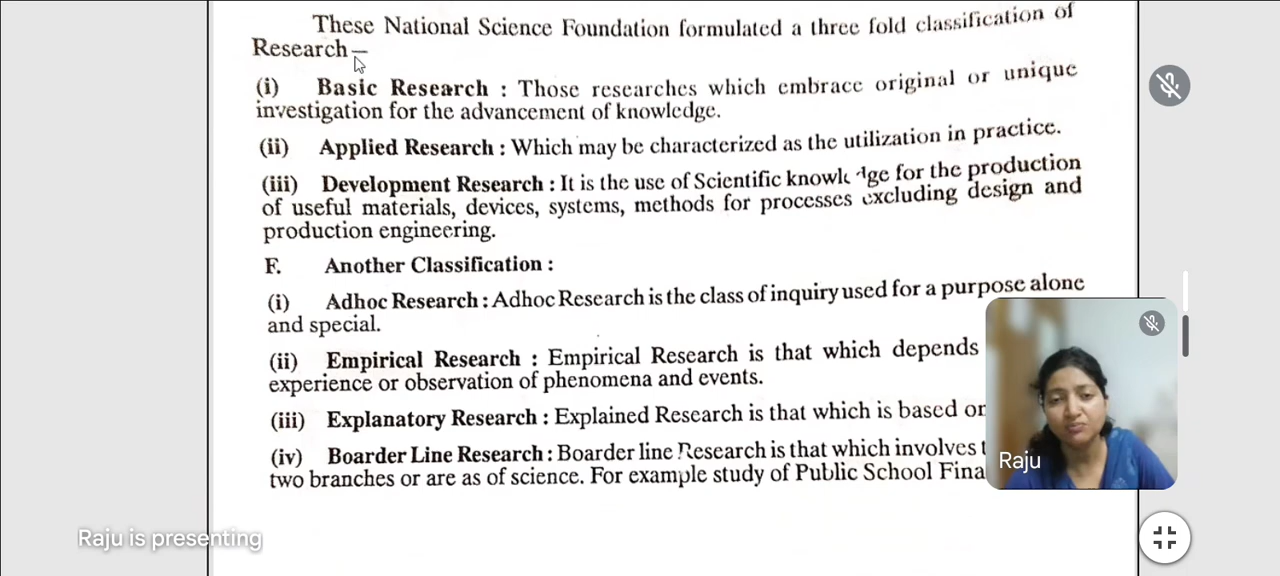 These National Science Foundation formulated a three fold classification of
Research–
(i) Basic Research : Those researches which embrace original or unique
investigation for the advancement of knowledge.
(ii) Applied Research : Which may be characterized as the utilization in practice.
(iii) Development Research : It is the use of Scientific knowledge for the production
of useful materials, devices, systems, methods for processes excluding design and
production engineering.
F. Another Classification :
(i) Adhoc Research : Adhoc Research is the class of inquiry used for a purpose alone
and special.
(ii) Empirical Research : Empirical Research is that which depends
experience or observation of phenomena and events.
(iii) Explanatory Research : Explained Research is that which is based
(iv) Boarder Line Research : Boarder line Research is that which involves
two branches or are as of science. For example study of Public School
Raju
Raju is presenting